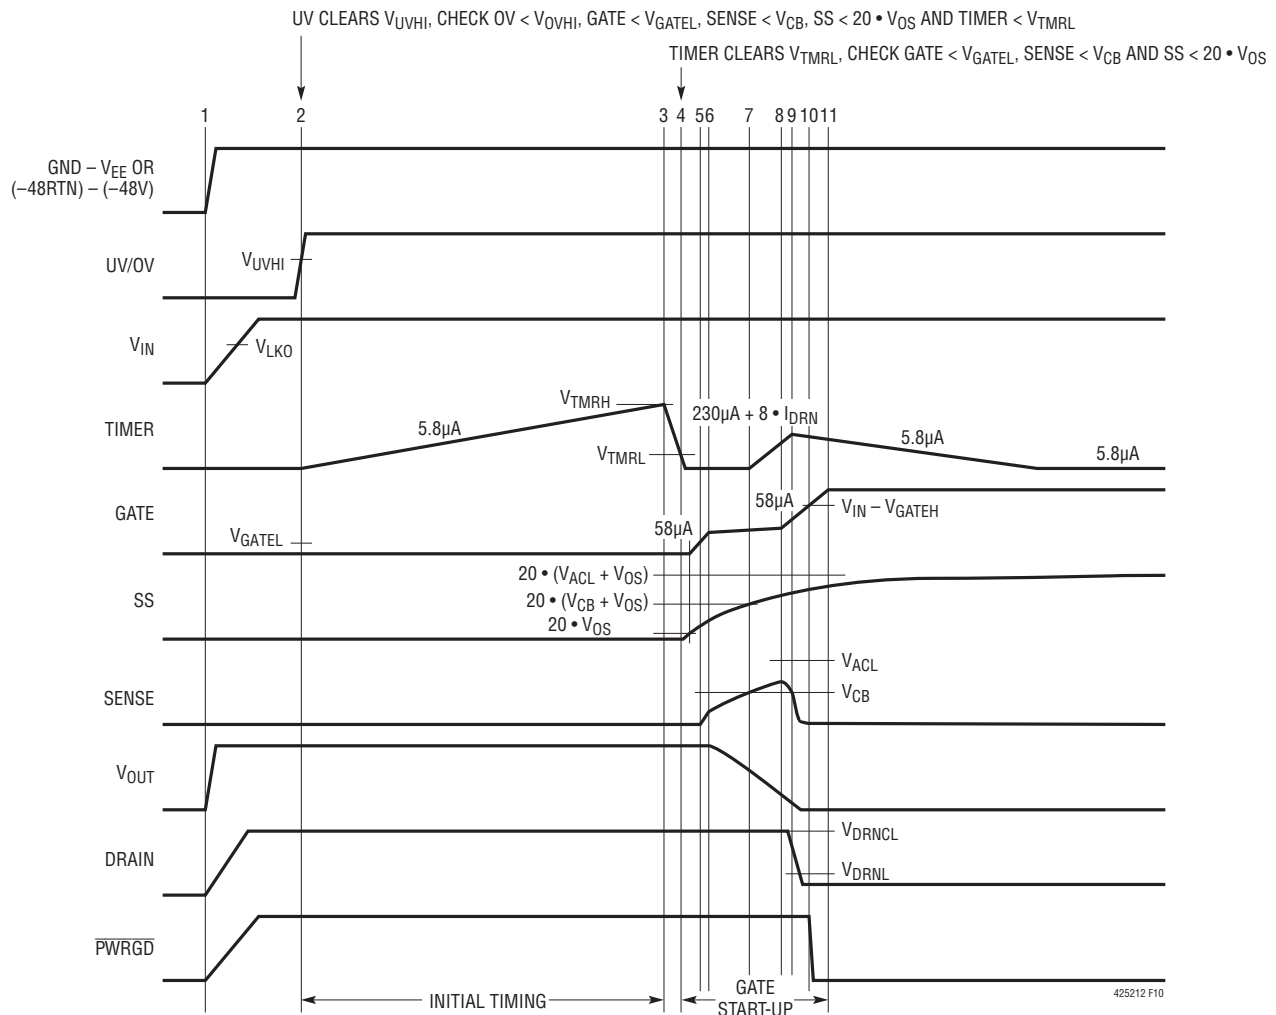 UV CLEARS VUVHI, CHECK OV < VOVHI, GATE < VGATEL, SENSE < VCB, SS < 20 • VOS AND TIMER < VTMRL
TIMER CLEARS VTMRL, CHECK GATE < VGATEL, SENSE < VCB AND SS < 20 • VOS
1 2 3 4 5 6 7 8 9 10 11
GND – VEE OR
(–48RTN) – (–48V)
UV/OV
VUVHI
VIN
VLKO
TIMER
5.8µA
VTMRH
VTMRL
230µA + 8 • IDRN
5.8µA
5.8µA
GATE
VGATEL
58µA
58µA
VIN – VGATEH
SS
20 • (VACL + VOS)
20 • (VCB + VOS)
20 • VOS
SENSE
VACL
VCB
VOUT
DRAIN
VDRNCL
VDRNL
PWRGD
INITIAL TIMING
GATE
START-UP
425212 F10